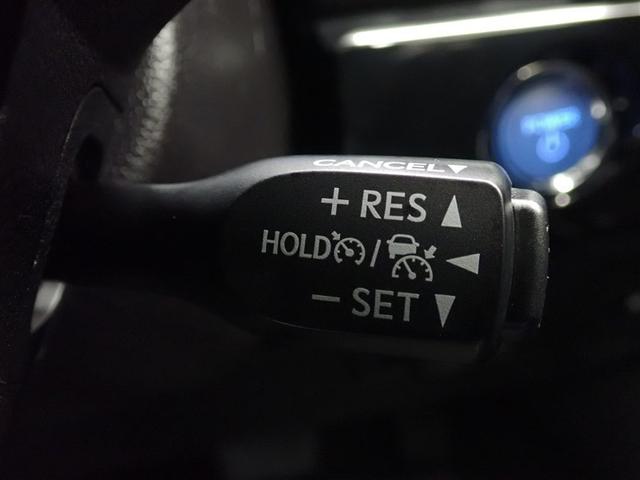 CANCEL
+ RES
HOLD /
− SET